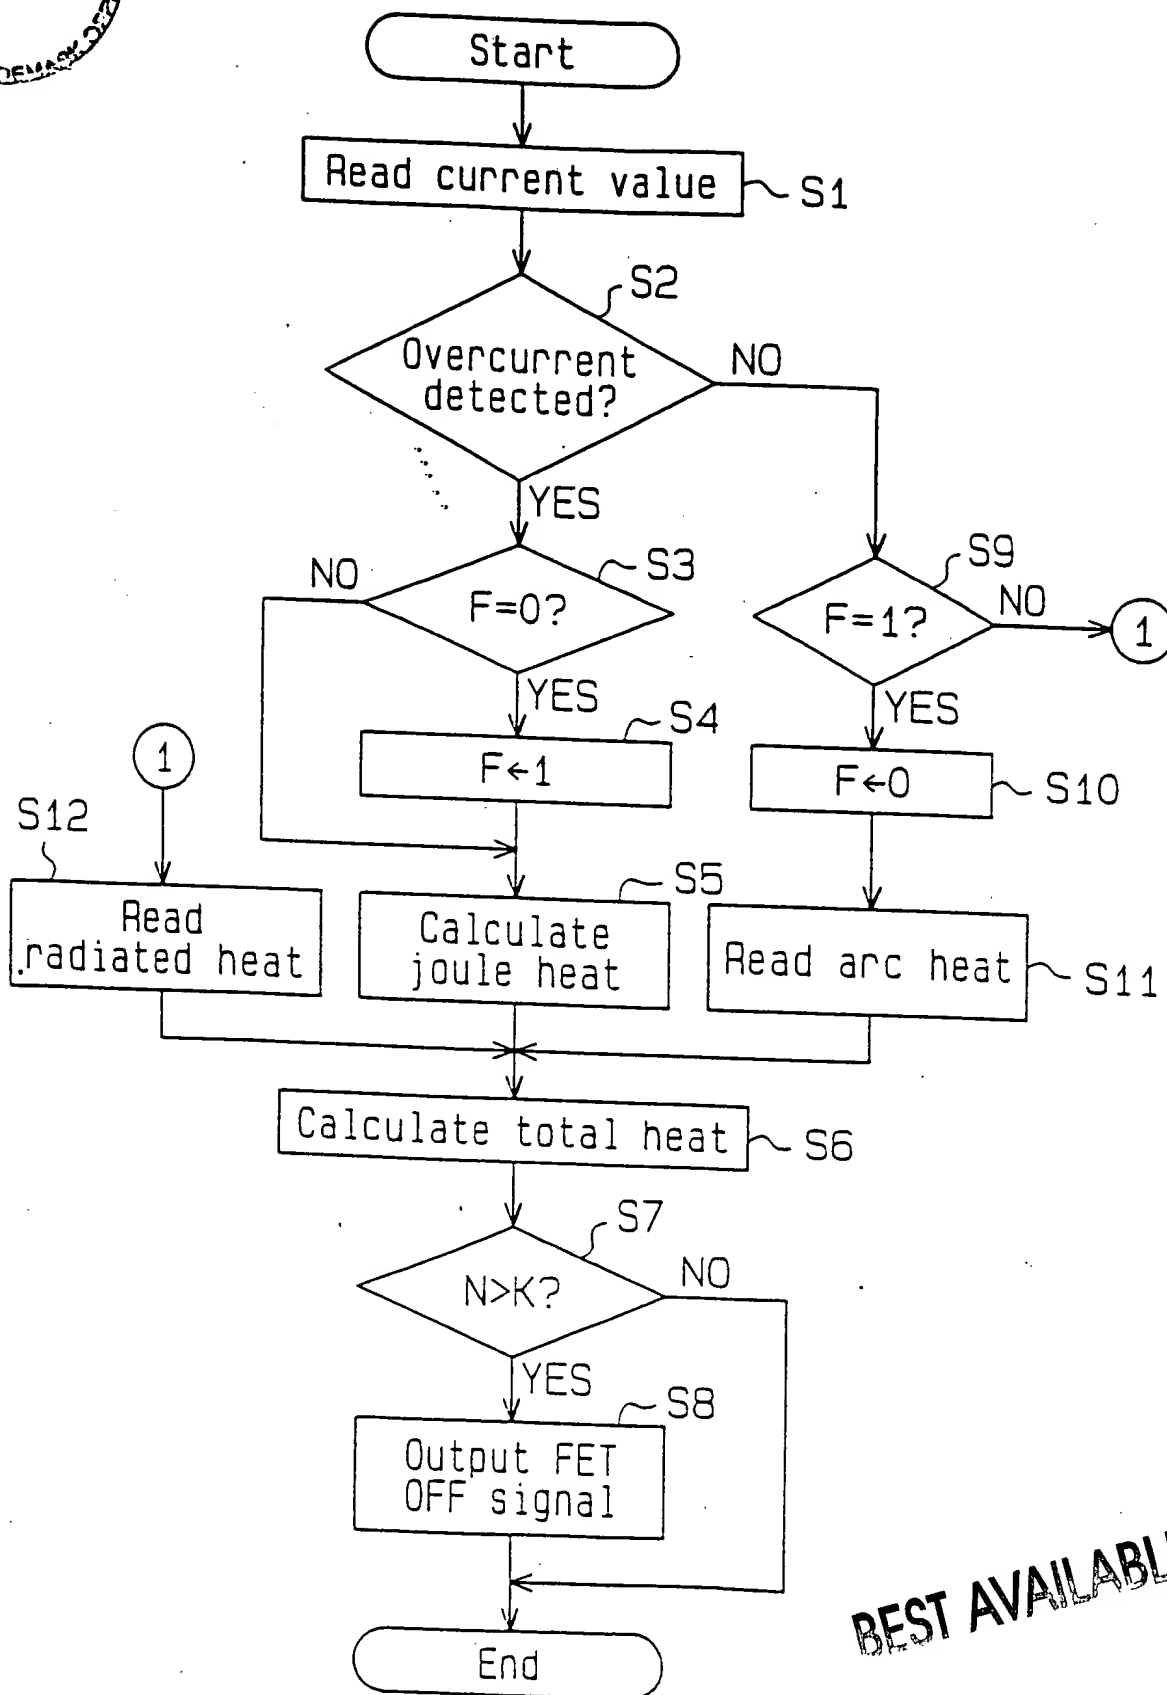 Start
Read current value
S1
S2
Overcurrent
detected?
NO
YES
S3
NO
F=0?
S9
F=1?
NO
1
YES
S4
F←1
YES
F←0
S10
1
S12
Read
radiated heat
S5
Calculate
joule heat
Read arc heat
S11
Calculate total heat
S6
S7
N>K?
NO
YES
S8
Output FET
OFF signal
End
BEST AVAILABL